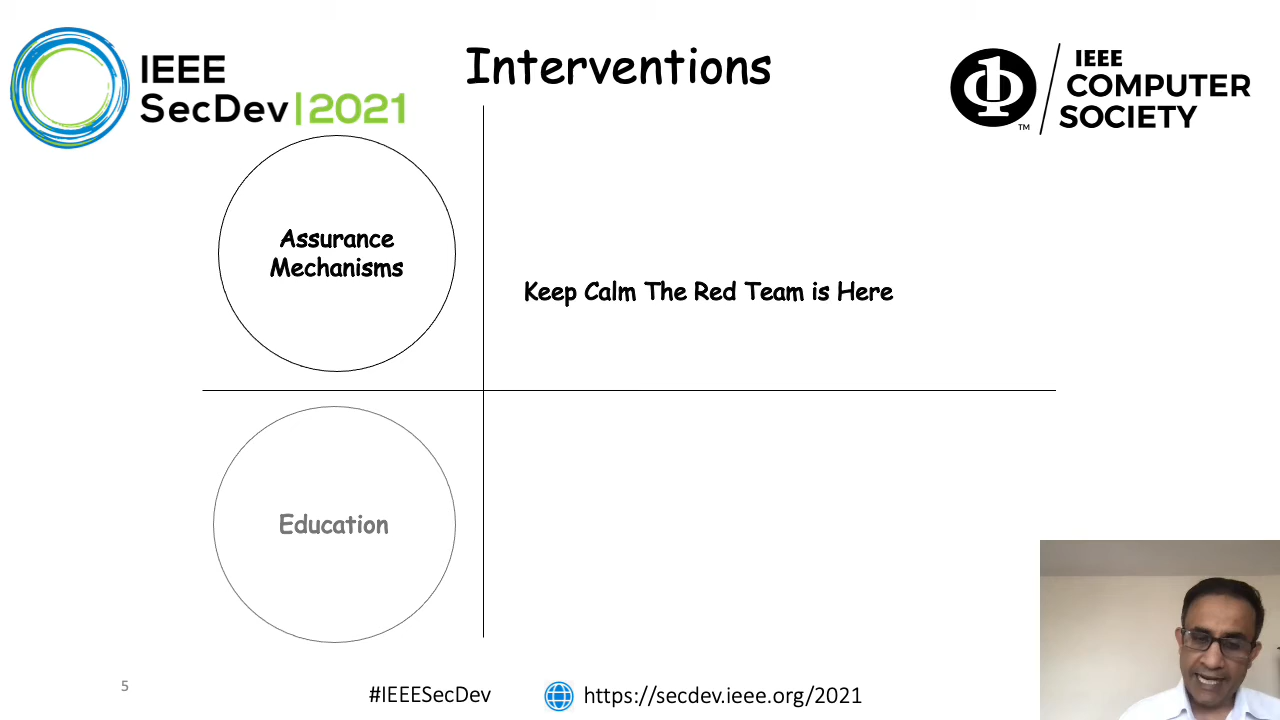 IEEE
SecDev|2021
Interventions
IEEE
COMPUTER
SOCIETY
TM
Assurance
Mechanisms
Keep Calm The Red Team is Here
Education
5
#IEEESecDev
https://secdev.ieee.org/2021